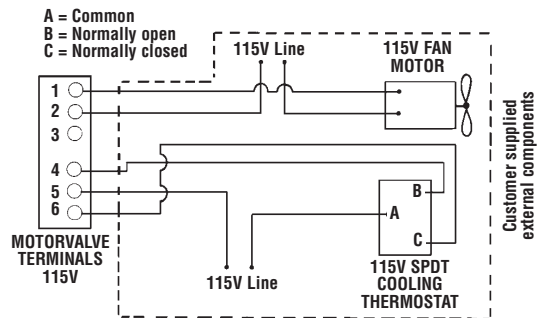 A = Common
B = Normally open
C = Normally closed
115V Line
115V FAN
MOTOR
1
2
3
4
5
6
MOTORVALVE
TERMINALS
115V
B
A
C
115V Line
115V SPDT
COOLING
THERMOSTAT
Customer supplied
external components